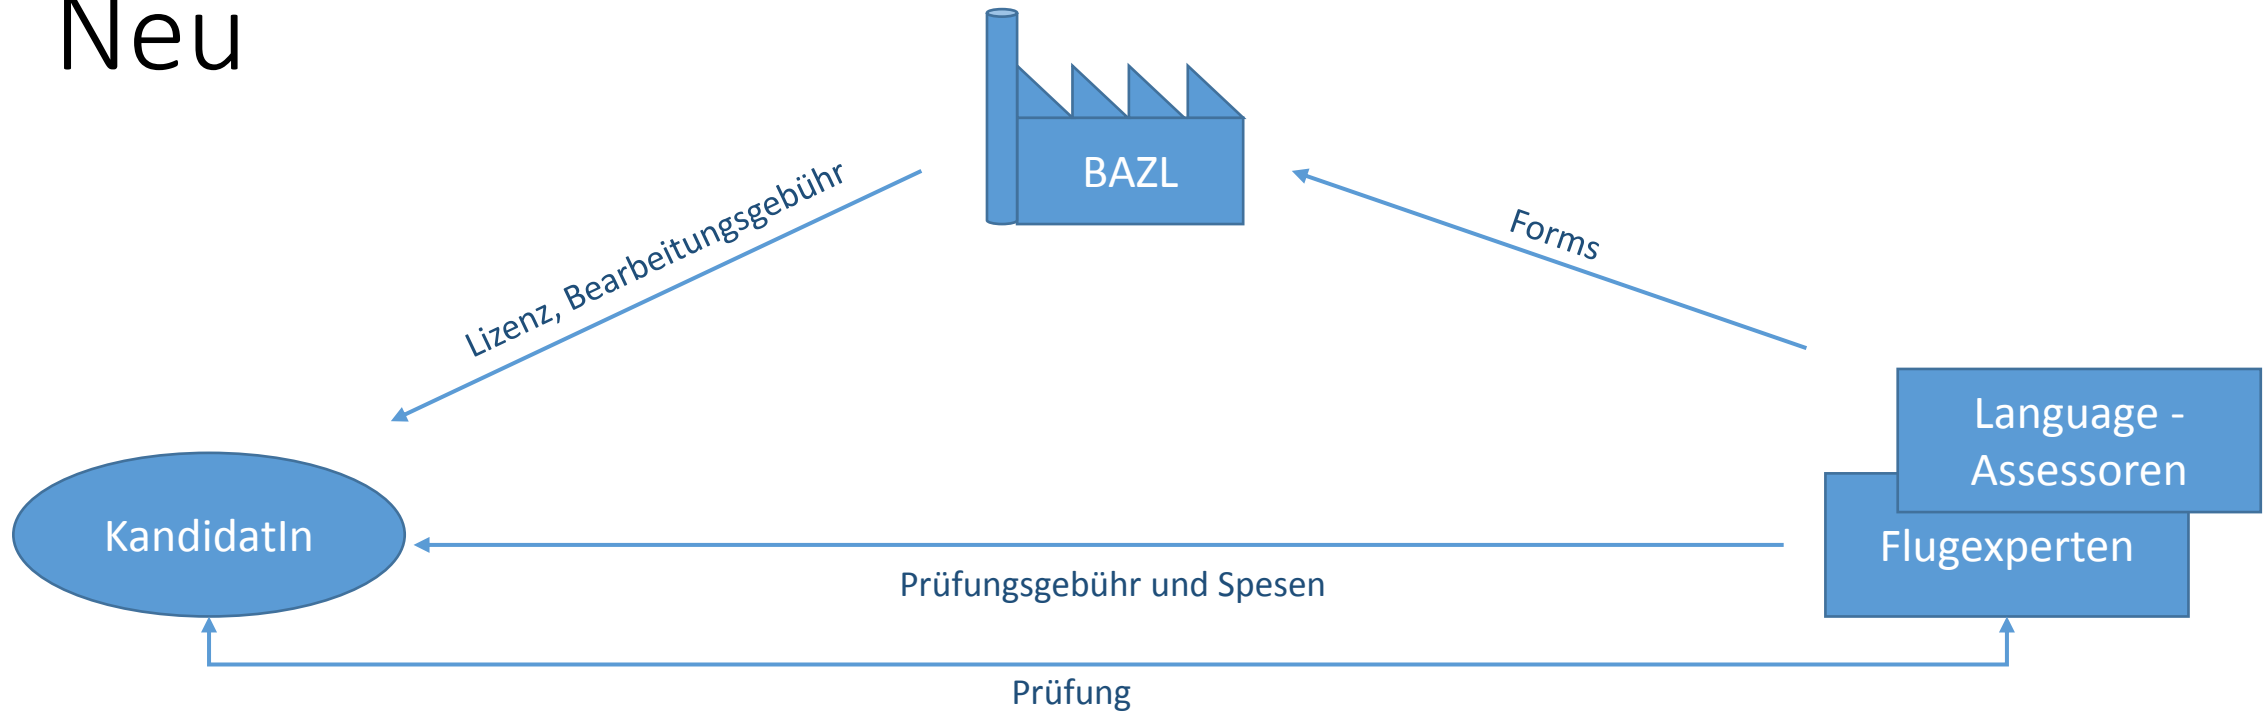 Neu
BAZL
Lizenz, Bearbeitungsgebühr
Forms
Language -
Assessoren
KandidatIn
Flugexperten
Prüfungsgebühr und Spesen
Prüfung